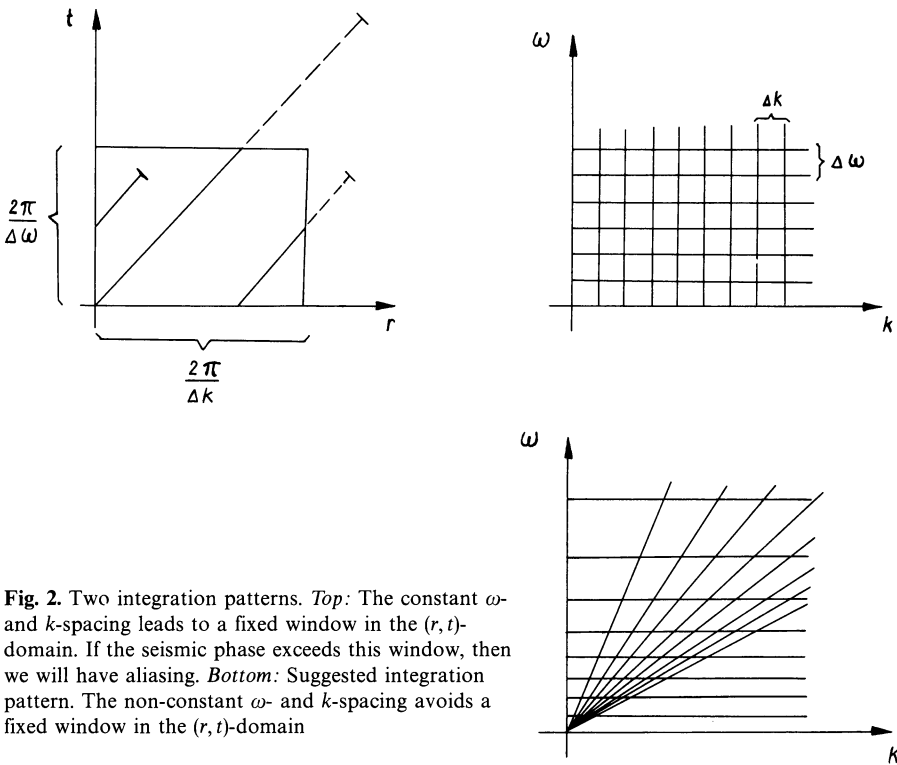 t
2π
Δω
r
2π
Δk
ω
Δk
Δω
k
ω
k
Fig. 2. Two integration patterns. Top: The constant ω-
and k-spacing leads to a fixed window in the (r, t)-
domain. If the seismic phase exceeds this window, then
we will have aliasing. Bottom: Suggested integration
pattern. The non-constant ω- and k-spacing avoids a
fixed window in the (r, t)-domain